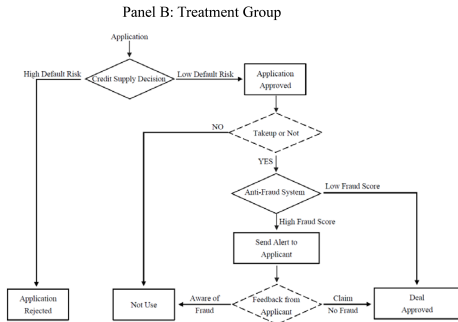 Panel B: Treatment Group
Application
High Default Risk
Credit Supply Decision
Low Default Risk
Application
Approved
NO
Takeup or Not
YES
Anti-Fraud System
Low Fraud Score
High Fraud Score
Send Alert to
Applicant
Application
Rejected
Not Use
Aware of
Fraud
Feedback from
Applicant
Claim
No Fraud
Deal
Approved